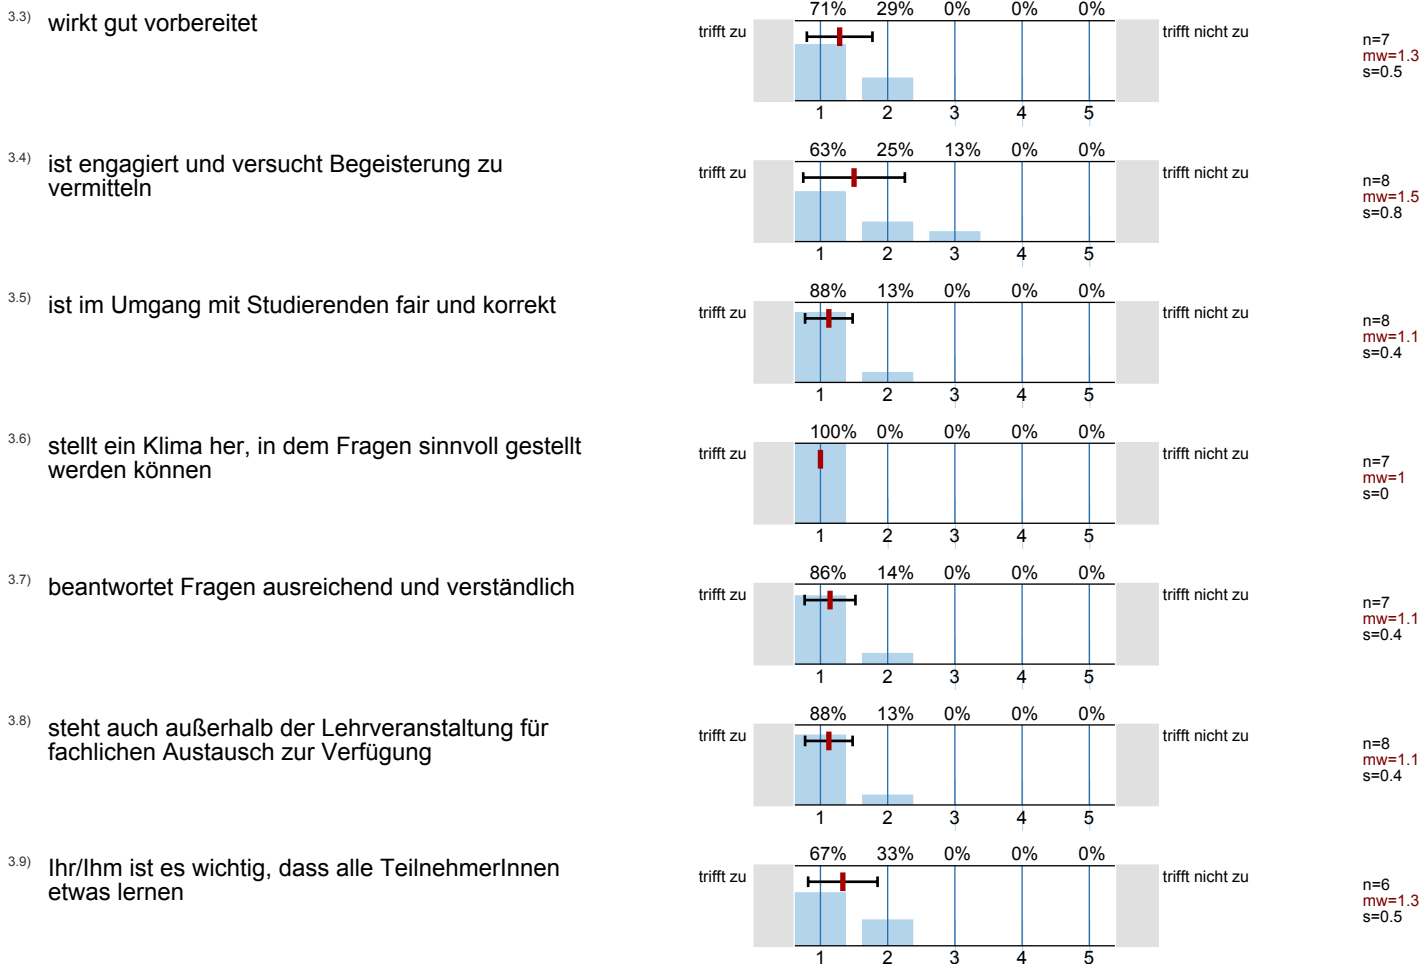 3.3) wirkt gut vorbereitet
71% 29% 0% 0% 0%
trifft zu trifft nicht zu
n=7
mw=1.3
s=0.5
1 2 3 4 5
3.4) ist engagiert und versucht Begeisterung zu
vermitteln
63% 25% 13% 0% 0%
trifft zu trifft nicht zu
n=8
mw=1.5
s=0.8
1 2 3 4 5
3.5) ist im Umgang mit Studierenden fair und korrekt
88% 13% 0% 0% 0%
trifft zu trifft nicht zu
n=8
mw=1.1
s=0.4
1 2 3 4 5
3.6) stellt ein Klima her, in dem Fragen sinnvoll gestellt
werden können
100% 0% 0% 0% 0%
trifft zu trifft nicht zu
n=7
mw=1
s=0
1 2 3 4 5
3.7) beantwortet Fragen ausreichend und verständlich
86% 14% 0% 0% 0%
trifft zu trifft nicht zu
n=7
mw=1.1
s=0.4
1 2 3 4 5
3.8) steht auch außerhalb der Lehrveranstaltung für
fachlichen Austausch zur Verfügung
88% 13% 0% 0% 0%
trifft zu trifft nicht zu
n=8
mw=1.1
s=0.4
1 2 3 4 5
3.9) Ihr/Ihm ist es wichtig, dass alle TeilnehmerInnen
etwas lernen
67% 33% 0% 0% 0%
trifft zu trifft nicht zu
n=6
mw=1.3
s=0.5
1 2 3 4 5